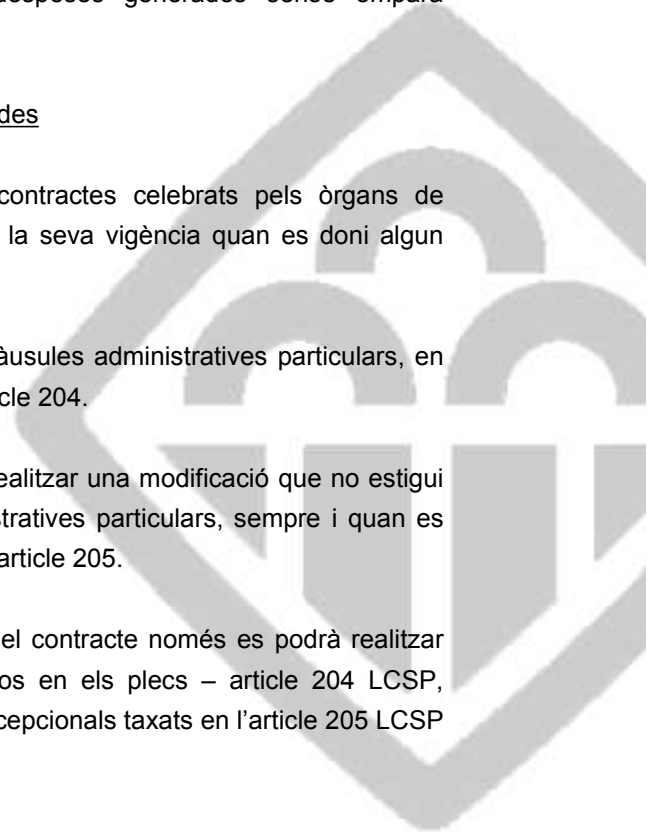 despeses generades sense empara
des
contractes celebrats pels òrgans de
la seva vigència quan es doni algun
àusules administratives particulars, en
cle 204.
ealitzar una modificació que no estigui
stratives particulars, sempre i quan es
article 205.
el contracte només es podrà realitzar
os en els plecs – article 204 LCSP,
cepcionals taxats en l’article 205 LCSP